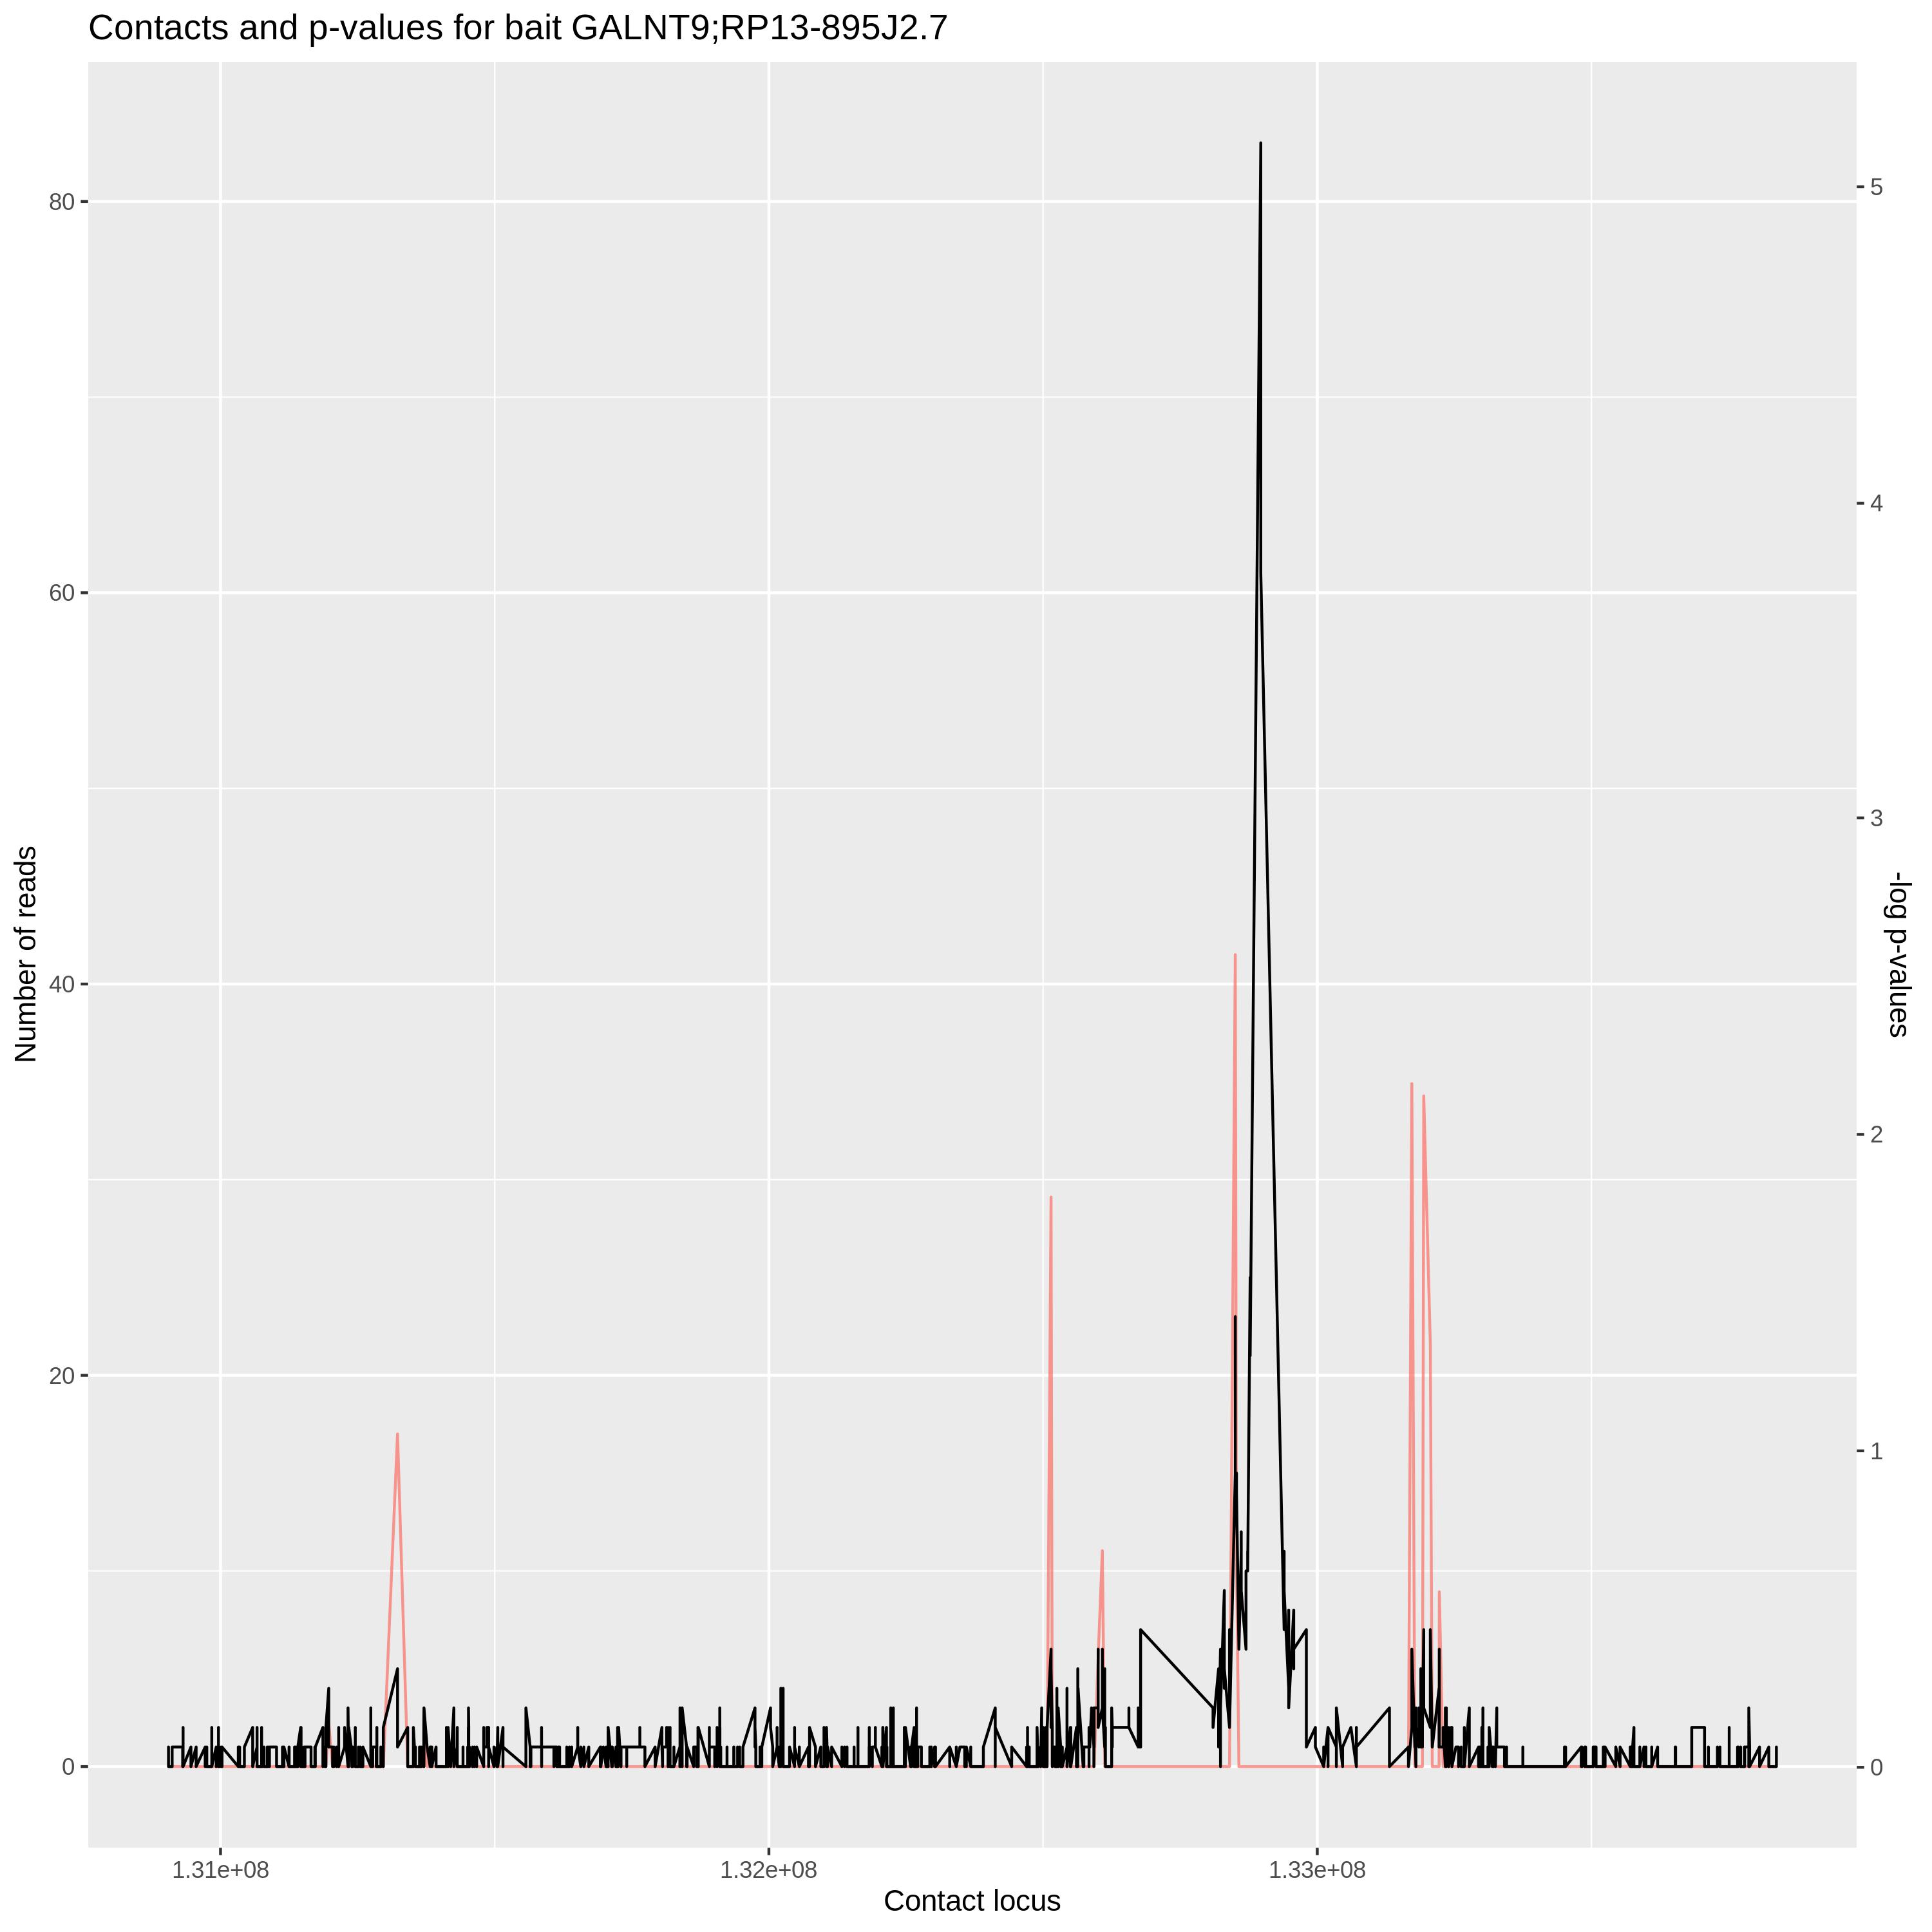 Contacts and p-values for bait GALNT9;RP13-895J2.7
80
60
40
20
0
5
4
3
2
1
0
Number of reads
-log p-values
1.31e+08 1.32e+08 1.33e+08
Contact locus